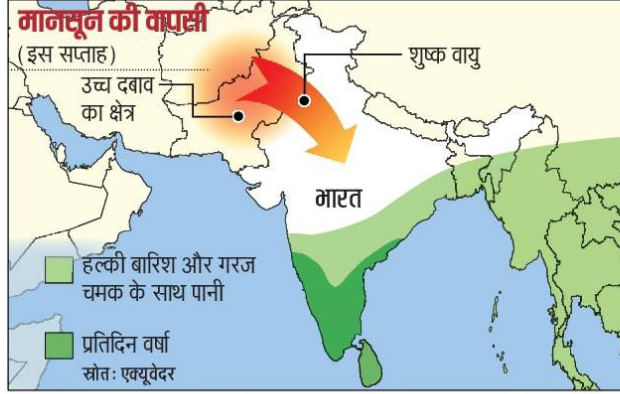 मानसून की वापसी
(इस सप्ताह)
उच्च दबाव
का क्षेत्र
शुष्क वायु
भारत
हल्की बारिश और गरज
चमक के साथ पानी
प्रतिदिन वर्षा
स्रोत: एक्यूवेदर